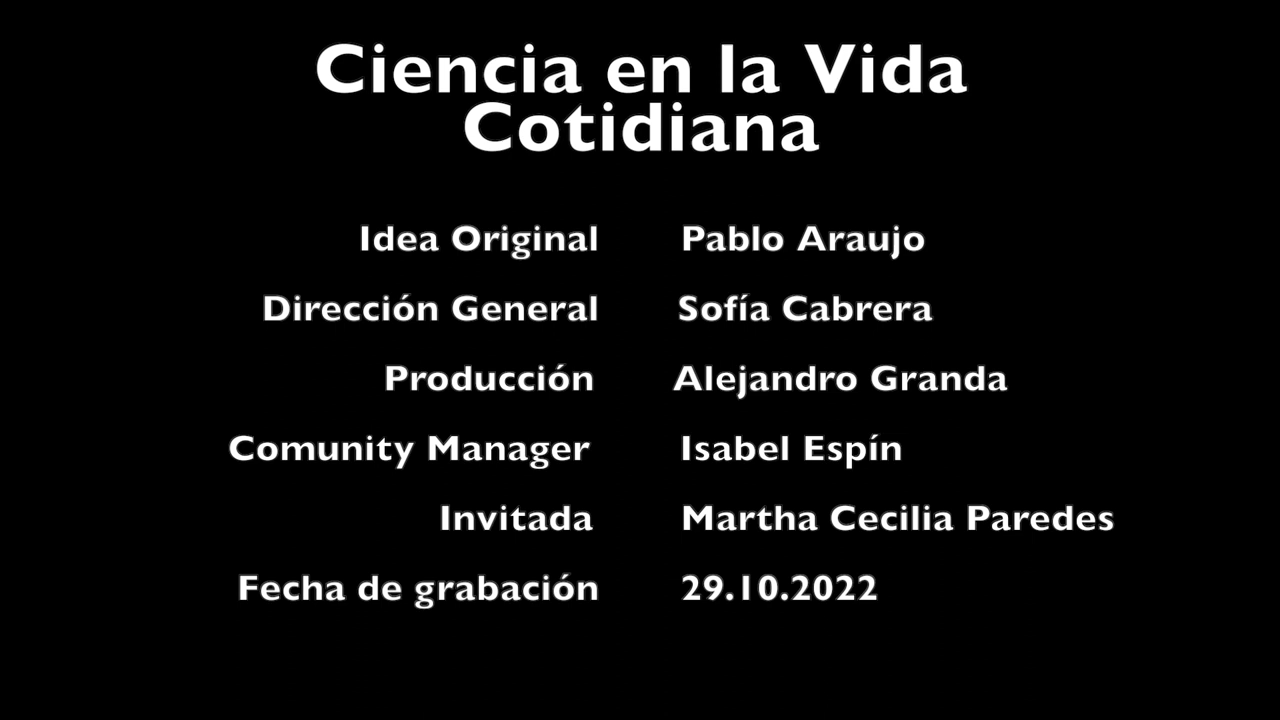 Ciencia en la Vida
Cotidiana
Idea Original Pablo Araujo
Dirección General Sofía Cabrera
Producción Alejandro Granda
Comunity Manager Isabel Espín
Invitada Martha Cecilia Paredes
Fecha de grabación 29.10.2022